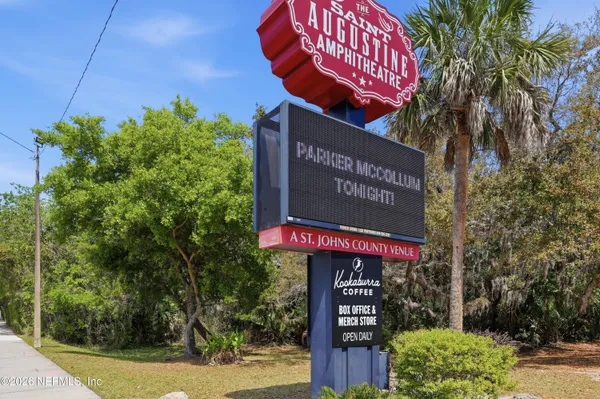 THE
SAINT
AUGUSTINE
AMPHITHEATRE
PARKER MCCOLLUM
TONIGHT!
A ST. JOHNS COUNTY VENUE
Kookaburra
COFFEE
BOX OFFICE &
MERCH STORE
OPEN DAILY
©2026 NEFMLS, Inc